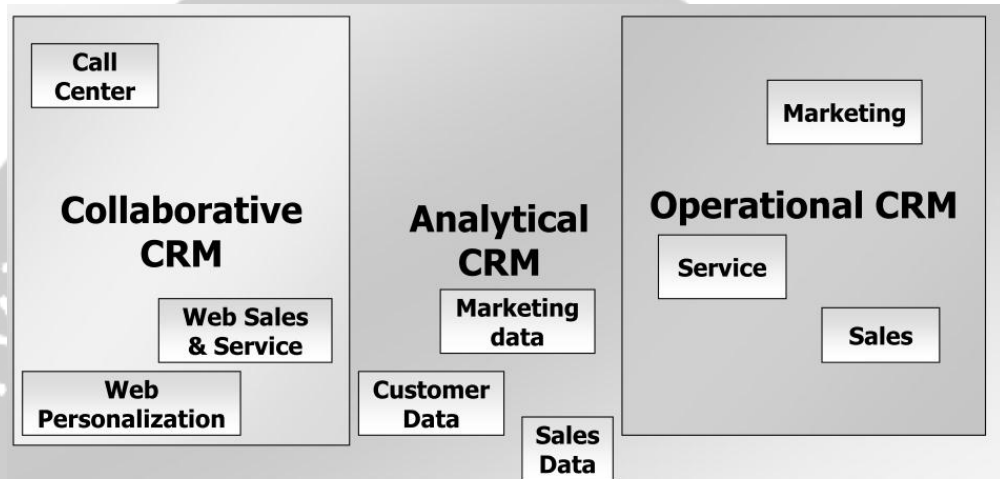 Call
Center
Collaborative
CRM
Web Sales
& Service
Web
Personalization
Analytical
CRM
Marketing
data
Customer
Data
Sales
Data
Marketing
Operational CRM
Service
Sales